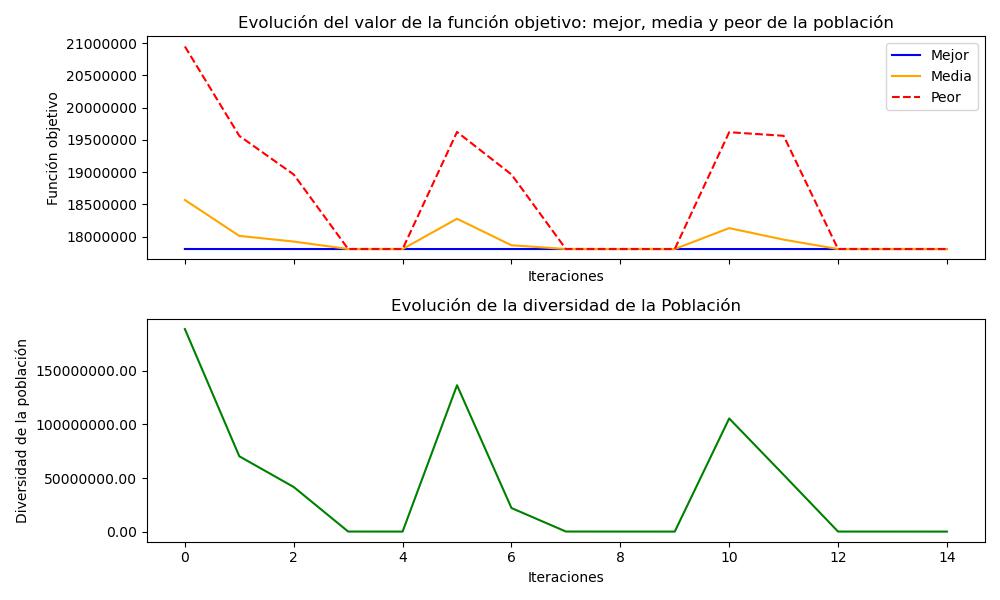 Evolución del valor de la función objetivo: mejor, media y peor de la población
Función objetivo
21000000
20500000
20000000
19500000
19000000
18500000
18000000
Mejor
Media
Peor
Iteraciones
Evolución de la diversidad de la Población
Diversidad de la población
150000000.00
100000000.00
50000000.00
0.00
0 2 4 6 8 10 12 14
Iteraciones